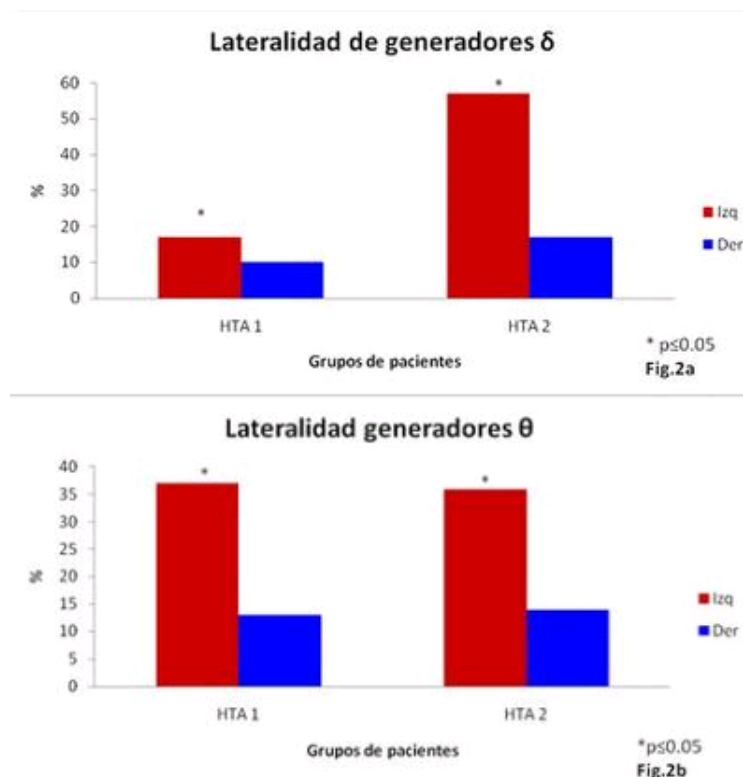 Lateralidad de generadores δ
60
50
40
30
20
10
0
%
*
*
Izq
Der
HTA 1
HTA 2
Grupos de pacientes
* p≤0.05
Fig.2a
Lateralidad generadores θ
40
35
30
25
20
15
10
5
0
%
*
*
Izq
Der
HTA 1
HTA 2
Grupos de pacientes
*p≤0.05
Fig.2b